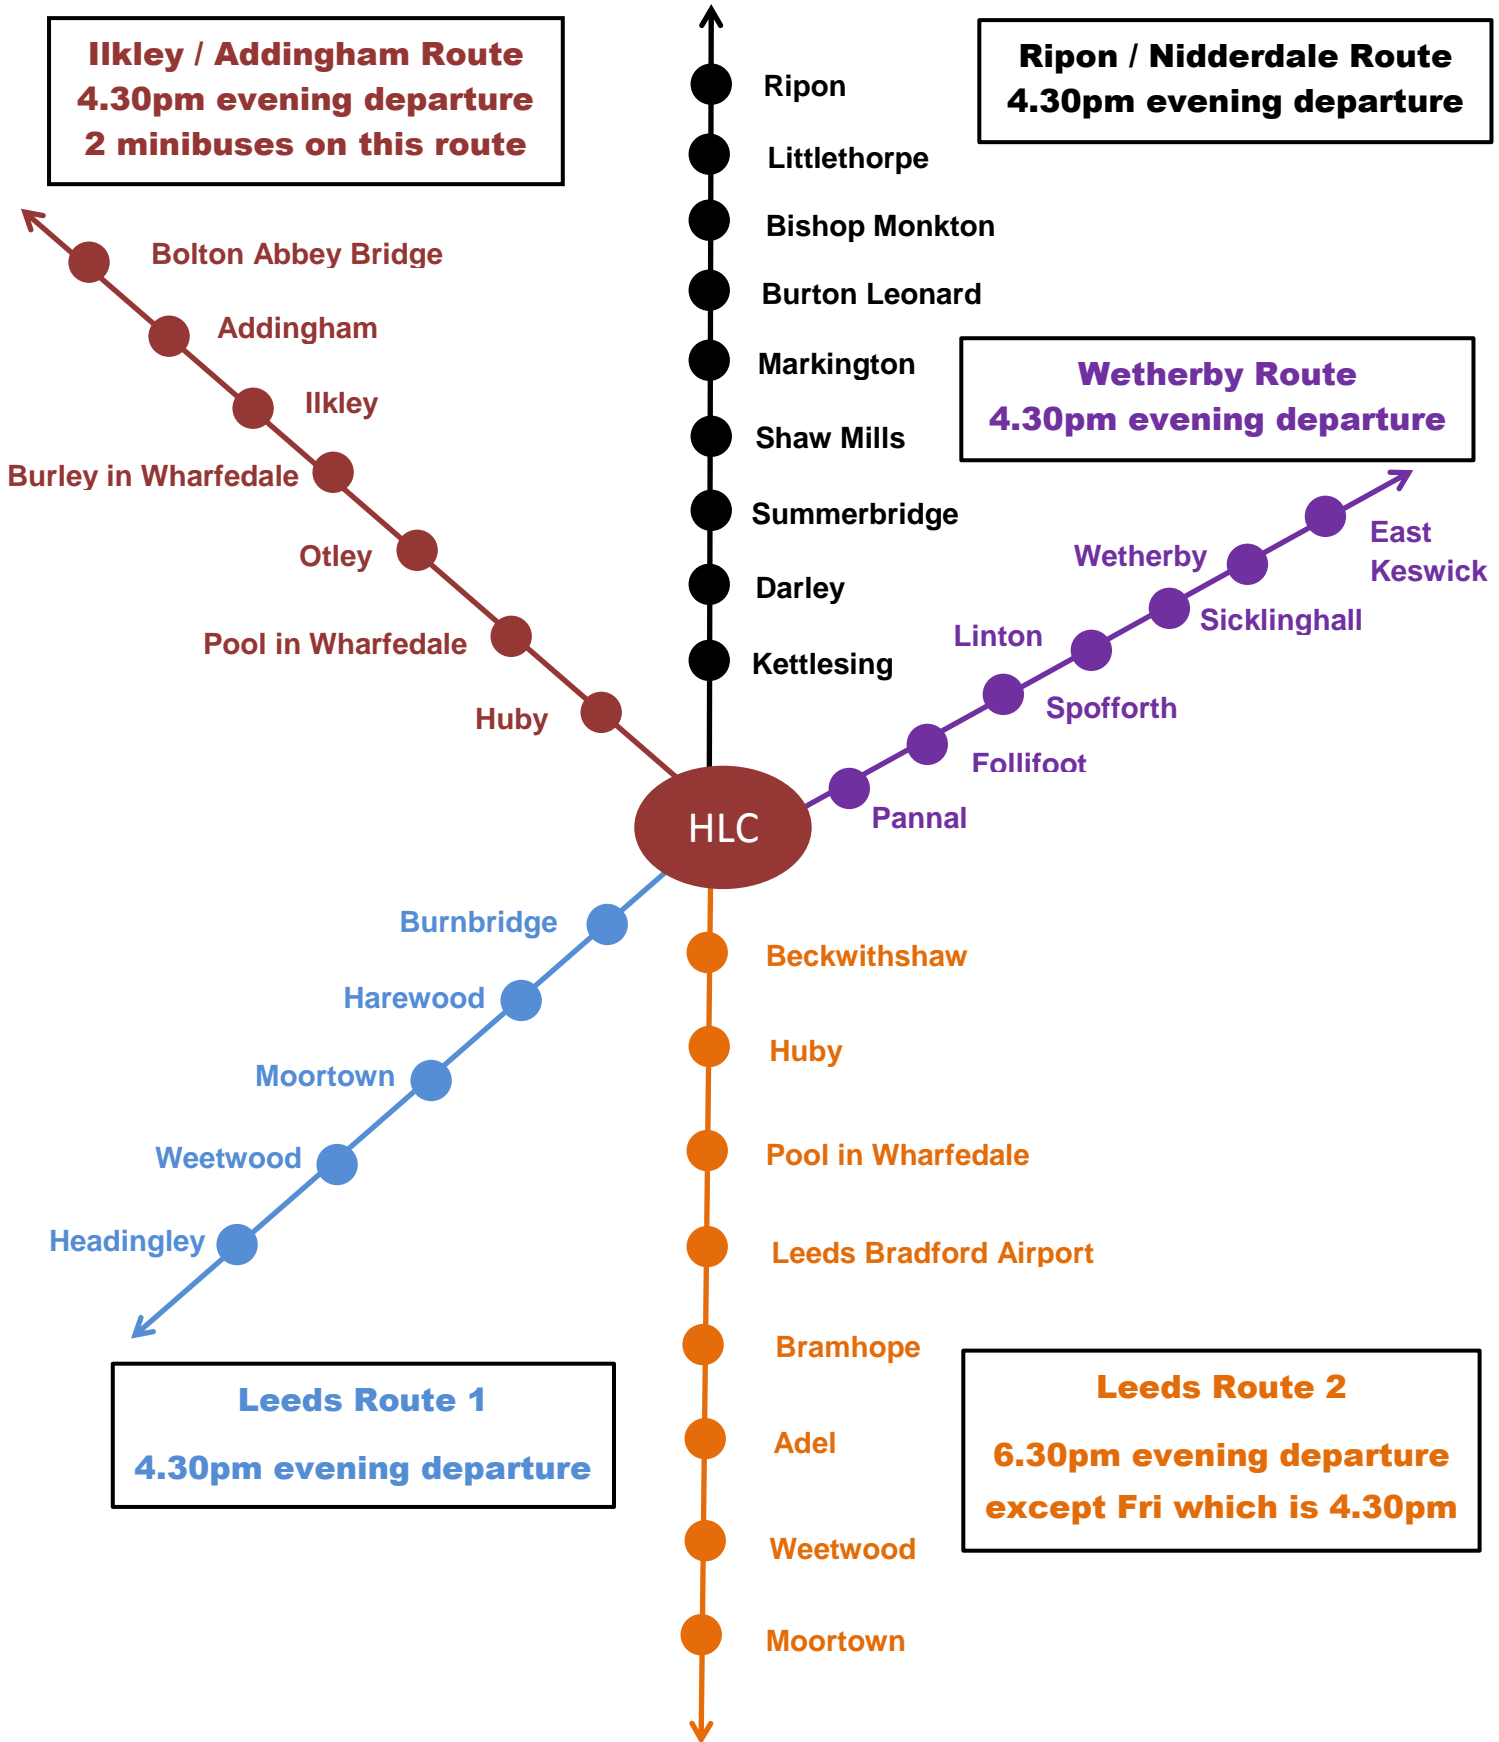 Ilkley / Addingham Route
4.30pm evening departure
2 minibuses on this route
Ripon / Nidderdale Route
4.30pm evening departure
Ripon
Littlethorpe
Bishop Monkton
Burton Leonard
Markington
Shaw Mills
Summerbridge
Darley
Kettlesing
Bolton Abbey Bridge
Addingham
Ilkley
Burley in Wharfedale
Otley
Pool in Wharfedale
Huby
Wetherby Route
4.30pm evening departure
East
Keswick
Wetherby
Sicklinghall
Linton
Spofforth
Follifoot
Pannal
HLC
Burnbridge
Harewood
Moortown
Weetwood
Headingley
Leeds Route 1
4.30pm evening departure
Beckwithshaw
Huby
Pool in Wharfedale
Leeds Bradford Airport
Bramhope
Adel
Weetwood
Moortown
Leeds Route 2
6.30pm evening departure
except Fri which is 4.30pm